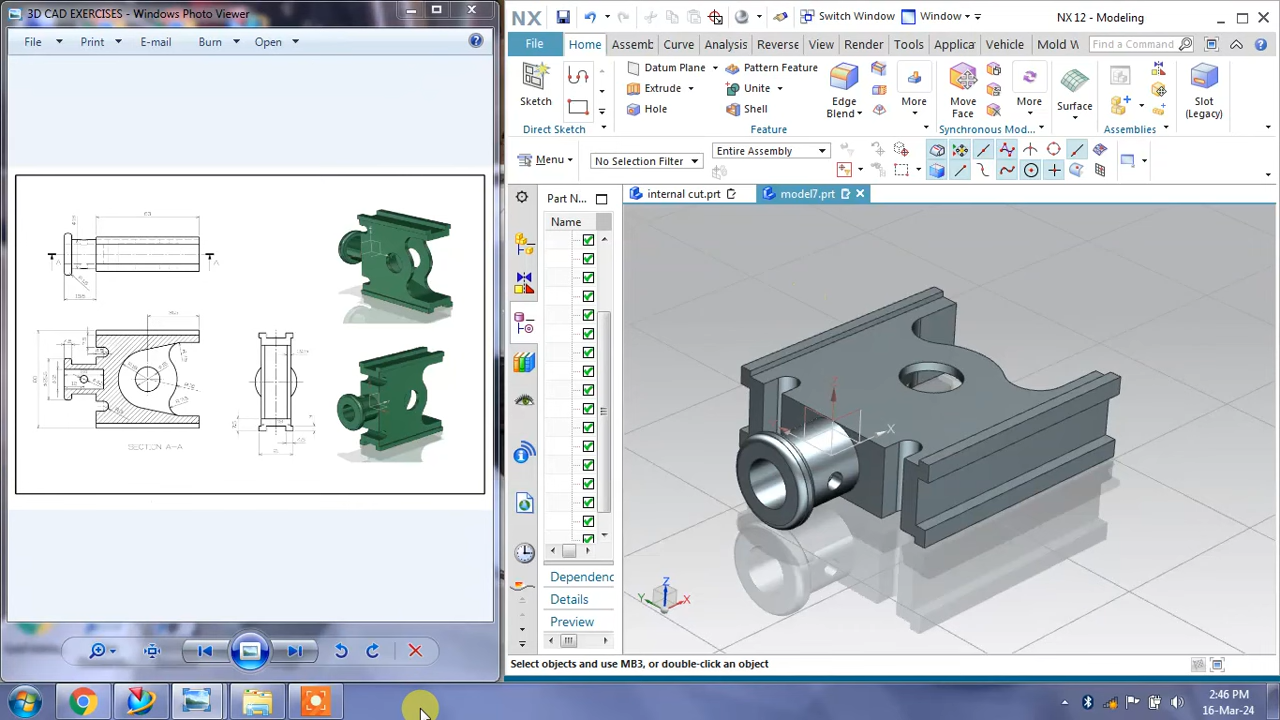 3D CAD EXERCISES - Windows Photo Viewer
File Print E-mail Burn Open
A A
SECTION A-A
NX Switch Window Window NX 12 - Modeling
File Home Assemb Curve Analysis Reverse View Render Tools Applica Vehicle Mold W Find a Command
Sketch
Direct Sketch
Datum Plane
Extrude
Hole
Pattern Feature
Unite
Shell
Edge
Blend
More
Feature
Move
Face
More
Synchronous Mod...
Surface
Assemblies
Slot
(Legacy)
Menu No Selection Filter Entire Assembly
Part N...
internal cut.prt model7.prt
Name
X
Z
Y X
Dependenc
Details
Preview
Select objects and use MB3, or double-click an object
2:46 PM
16-Mar-24